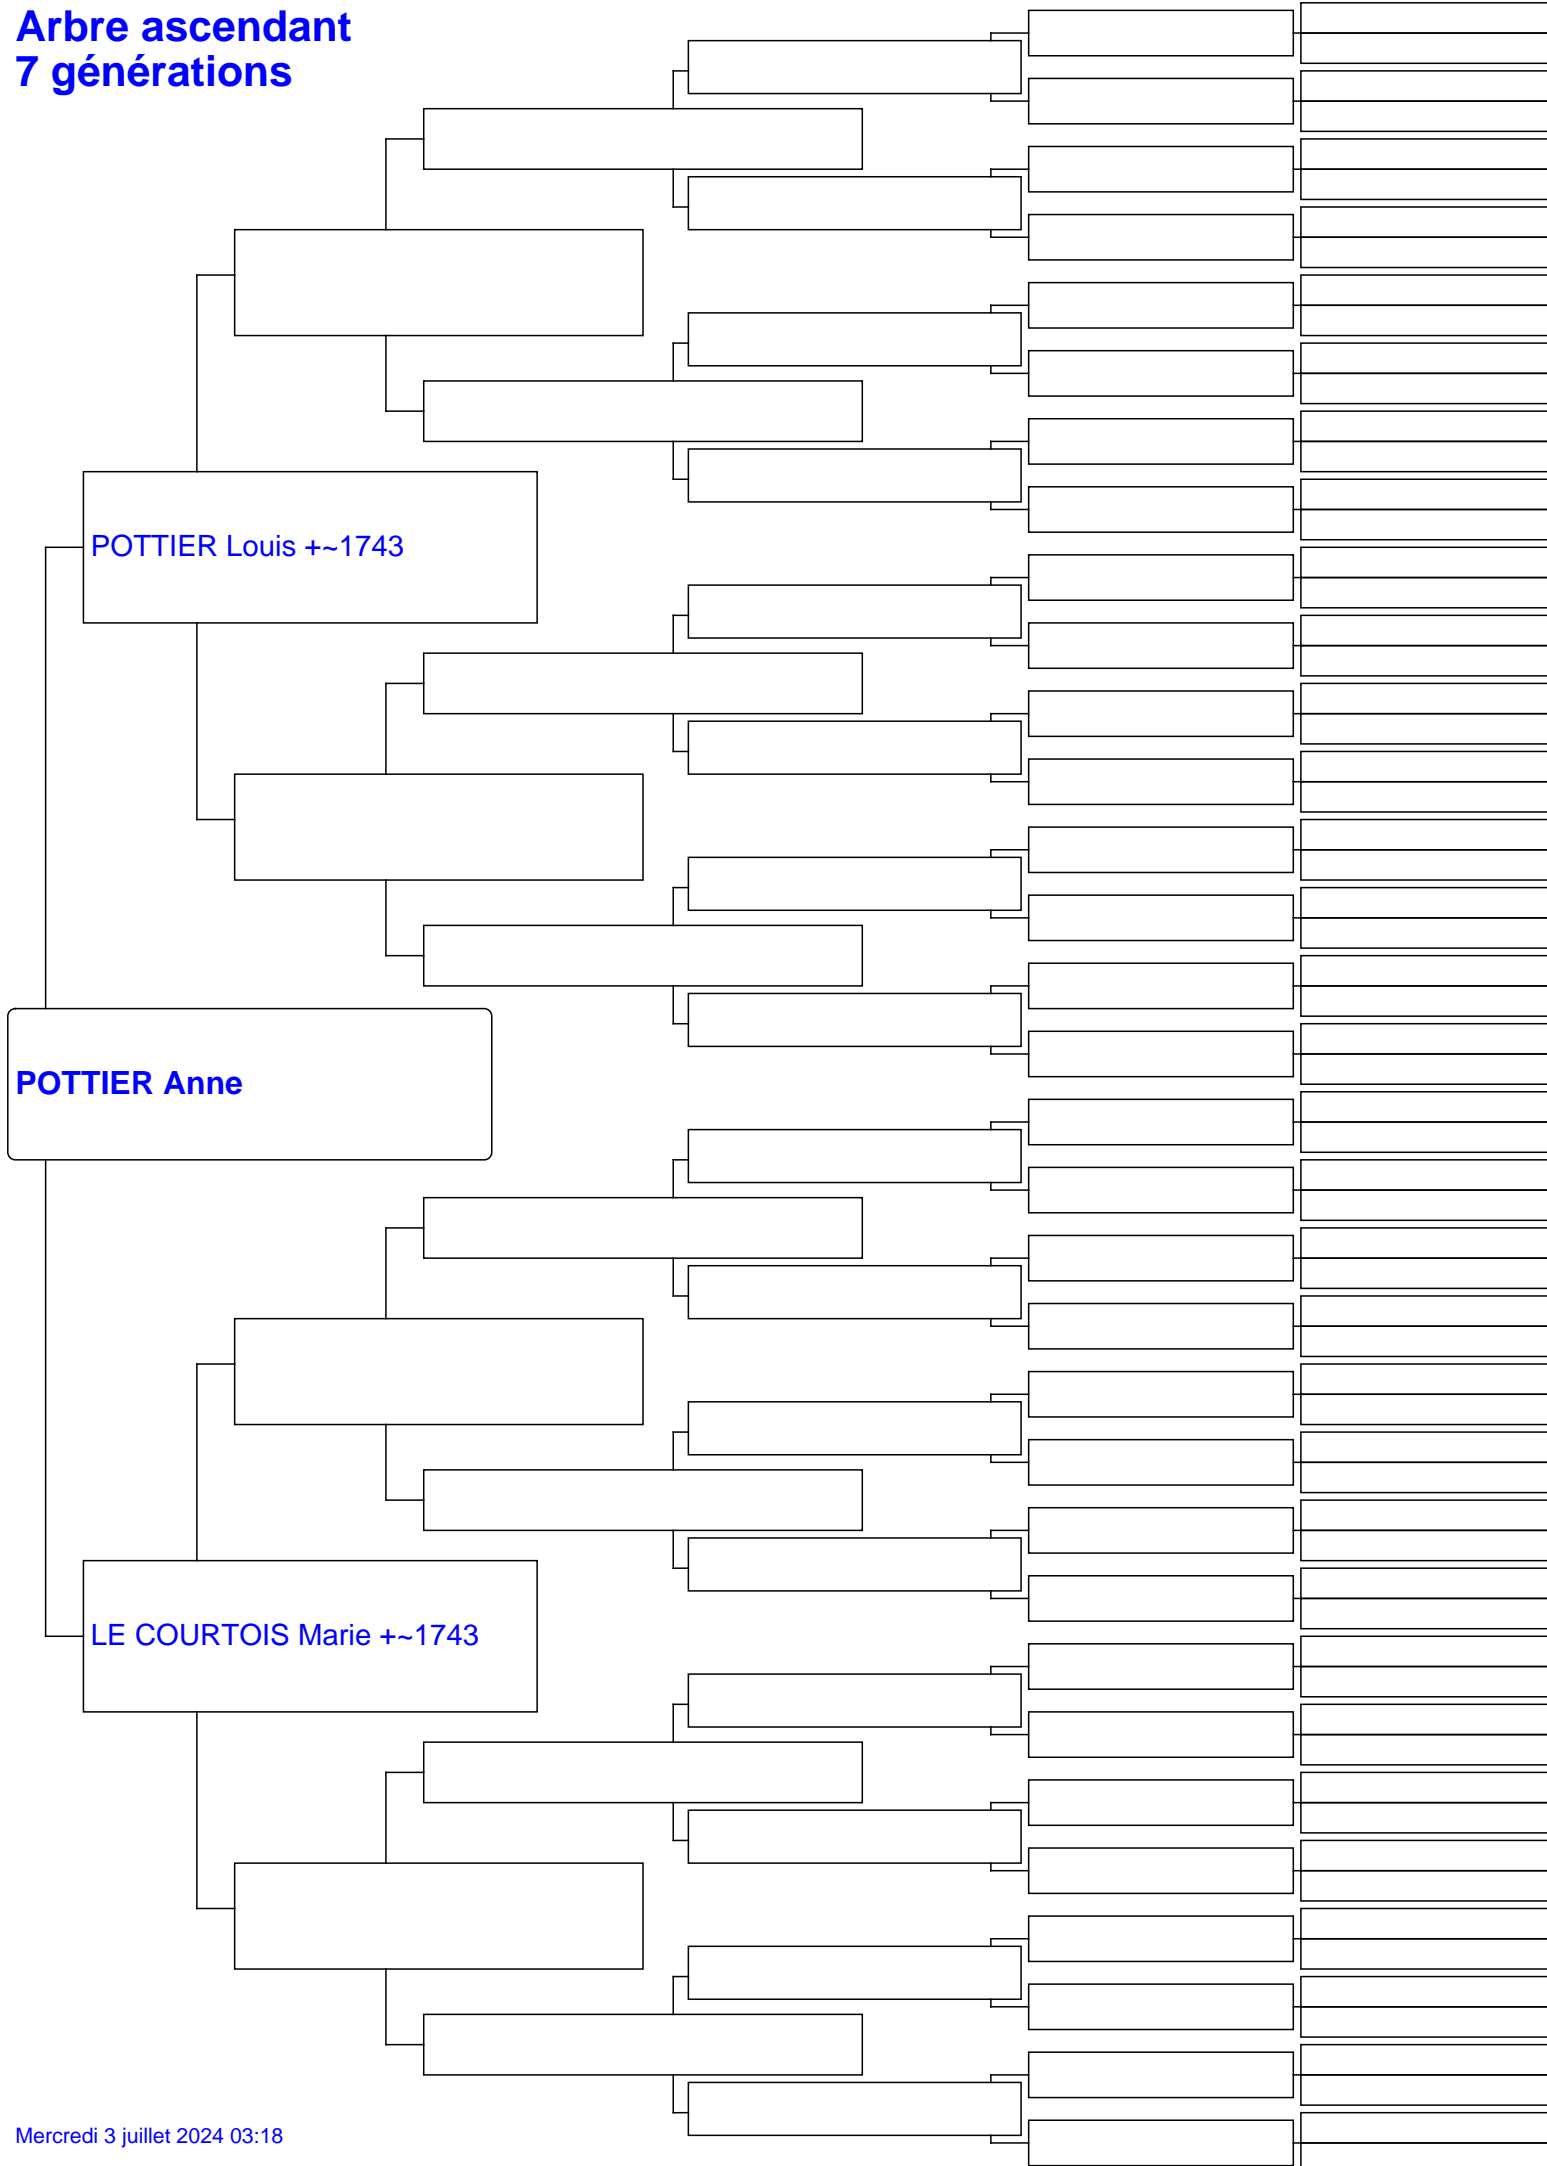 Arbre ascendant
7 générations
POTTIER Louis +~1743
POTTIER Anne
LE COURTOIS Marie +~1743
Mercredi 3 juillet 2024 03:18